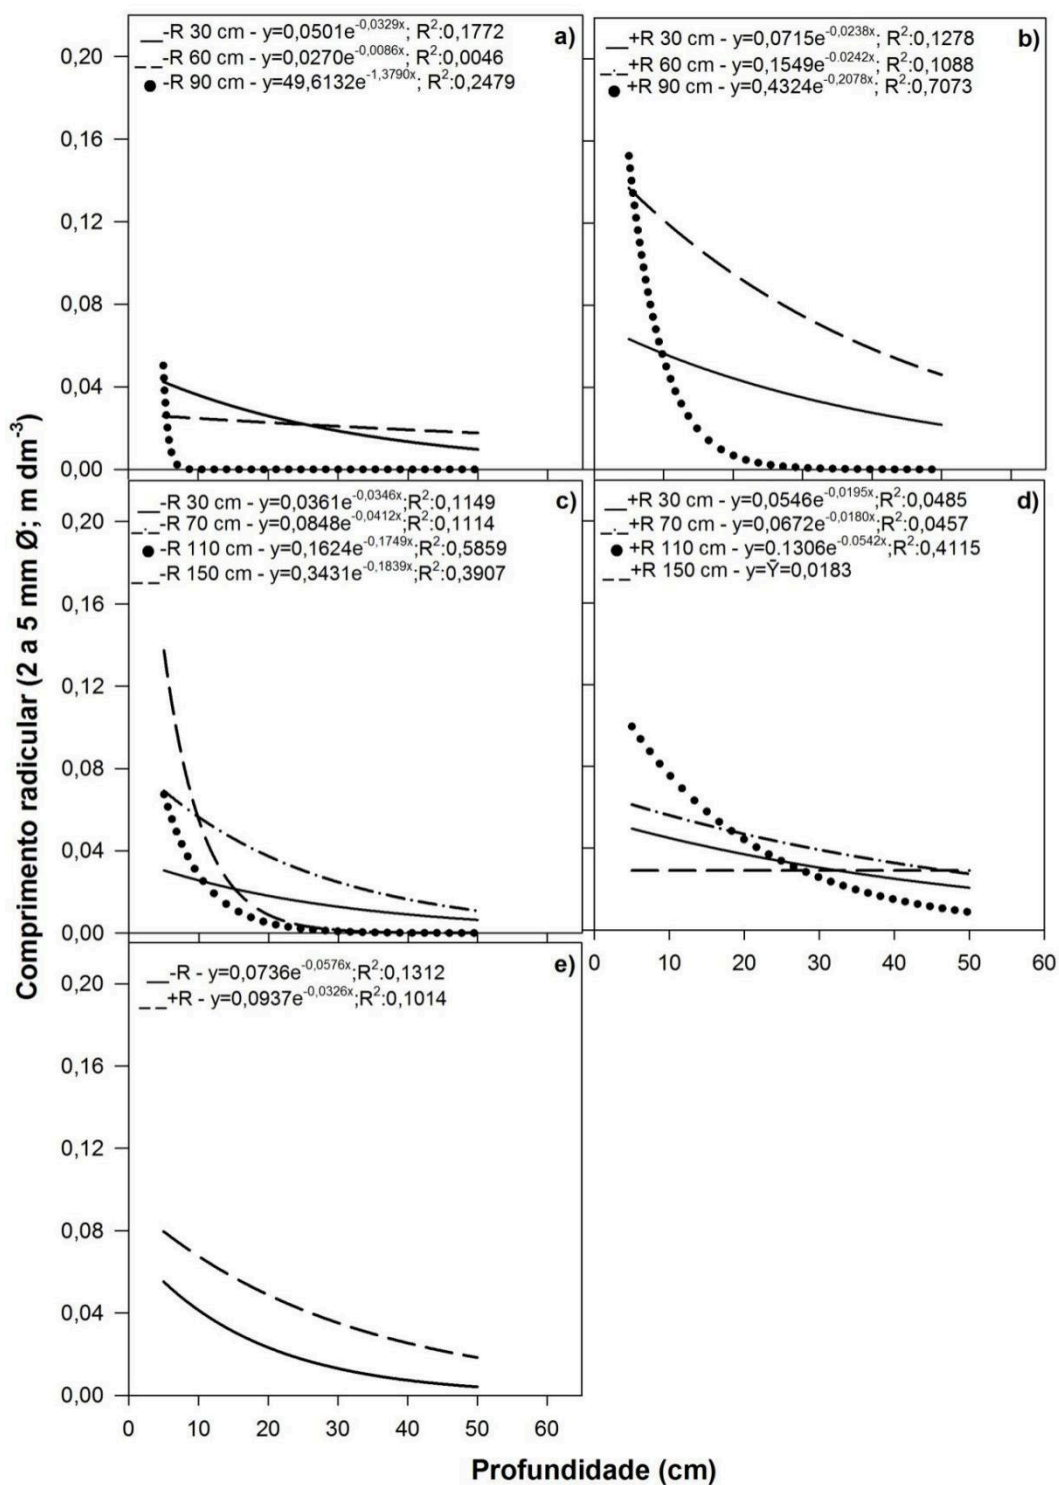 —-R 30 cm - y=0,0501e^-0,0329x; R²:0,1772 a)
– –-R 60 cm - y=0,0270e^-0,0086x; R²:0,0046
●-R 90 cm - y=49,6132e^-1,3790x; R²:0,2479
—+R 30 cm - y=0,0715e^-0,0238x; R²:0,1278 b)
–·–+R 60 cm - y=0,1549e^-0.0242x; R²:0,1088
●+R 90 cm - y=0,4324e^-0,2078x; R²:0,7073
0,20
0,16
0,12
0,08
0,04
0,00
—-R 30 cm - y=0,0361e^-0,0346x;R²:0,1149 c)
–·–-R 70 cm - y=0,0848e^-0,0412x;R²:0,1114
●-R 110 cm - y=0,1624e^-0,1749x;R²:0,5859
– –-R 150 cm - y=0,3431e^-0,1839x;R²:0,3907
—+R 30 cm - y=0,0546e^-0,0195x;R²:0,0485 d)
–·–+R 70 cm - y=0,0672e^-0,0180x;R²:0,0457
●+R 110 cm - y=0.1306e^-0,0542x;R²:0,4115
– –+R 150 cm - y=Ȳ=0,0183
0,20
0,16
0,12
0,08
0,04
0,00
0 10 20 30 40 50 60
—-R - y=0,0736e^-0,0576x;R²:0,1312 e)
– –+R - y=0,0937e^-0,0326x;R²:0,1014
0,20
0,16
0,12
0,08
0,04
0,00
0 10 20 30 40 50 60
Comprimento radicular (2 a 5 mm Ø; m dm⁻³)
Profundidade (cm)